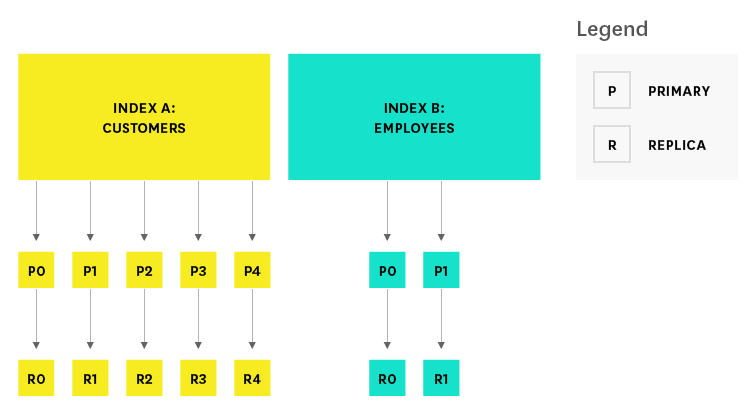 Legend
INDEX A:
CUSTOMERS
INDEX B:
EMPLOYEES
P PRIMARY
R REPLICA
P0 P1 P2 P3 P4 P0 P1
R0 R1 R2 R3 R4 R0 R1